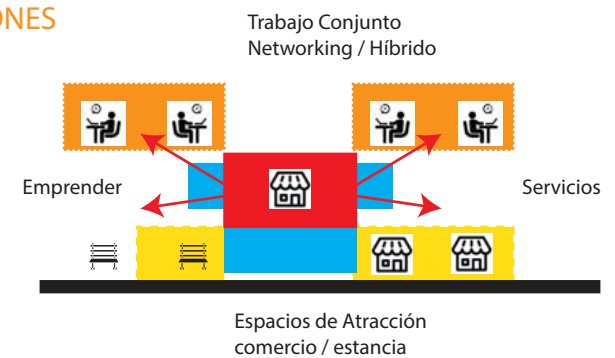 ONES
Trabajo Conjunto
Networking / Híbrido
Emprender
Servicios
Espacios de Atracción
comercio / estancia